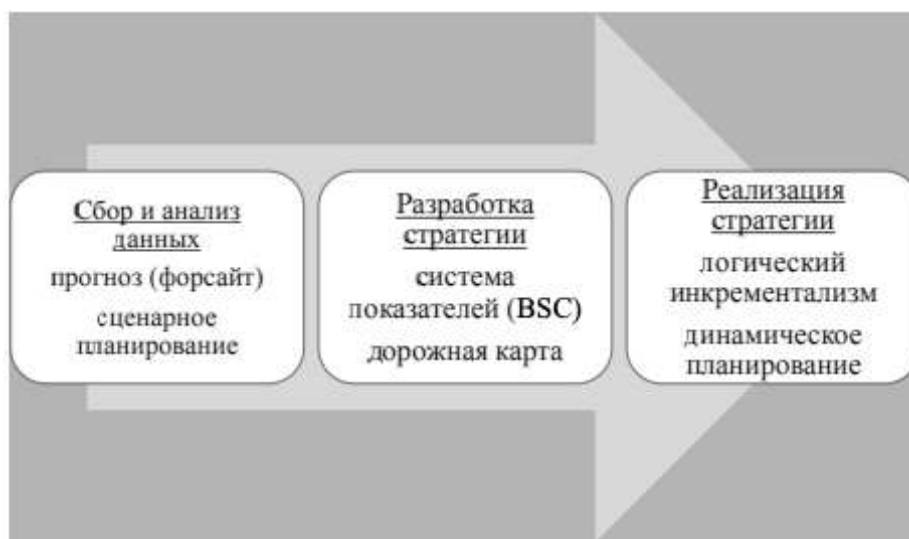 Сбор и анализ
данных
прогноз (форсайт)
сценарное
планирование
Разработка
стратегии
система
показателей (BSC)
дорожная карта
Реализация
стратегии
логический
инкрементализм
динамическое
планирование